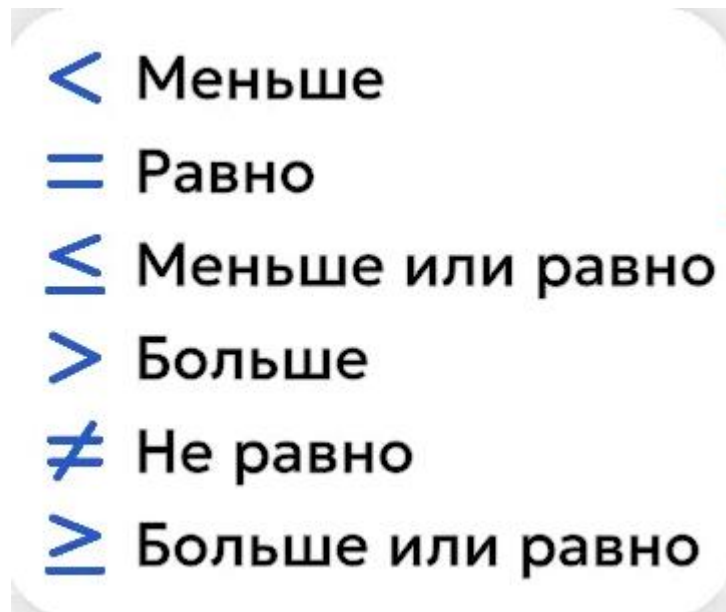 < Меньше
= Равно
≤ Меньше или равно
> Больше
≠ Не равно
≥ Больше или равно